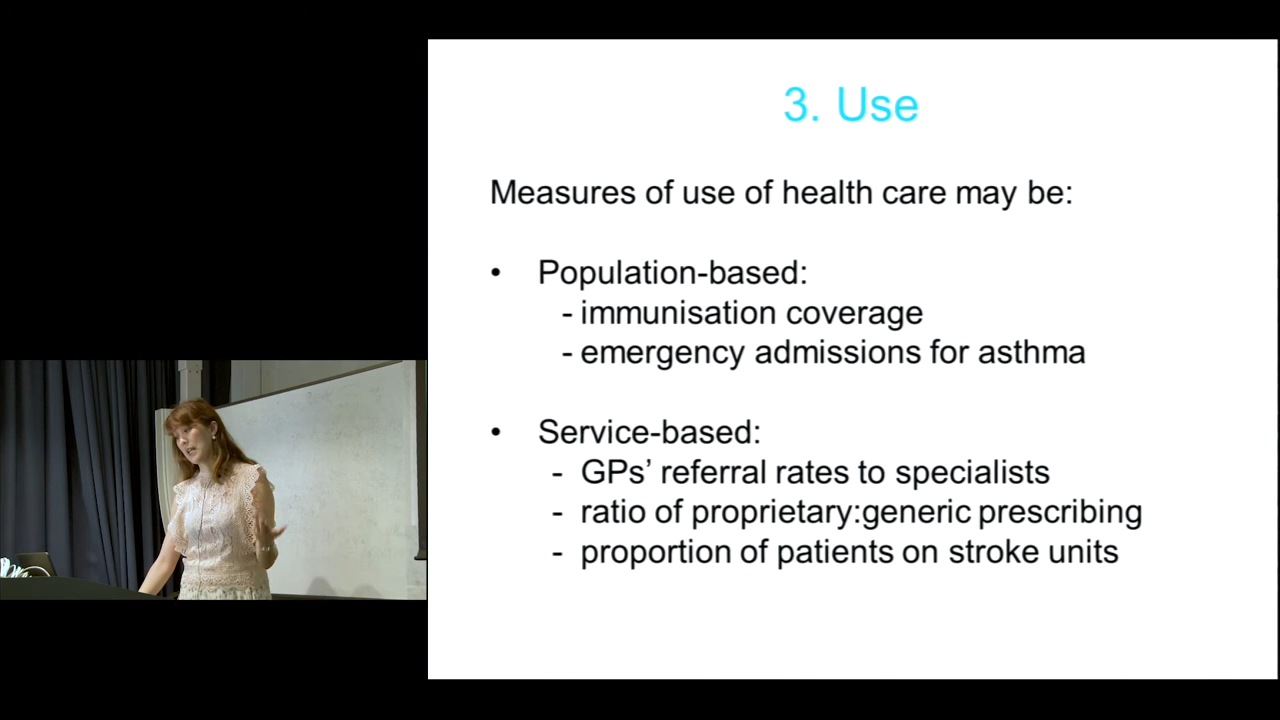 3. Use
Measures of use of health care may be:
• Population-based:
- immunisation coverage
- emergency admissions for asthma
• Service-based:
- GPs’ referral rates to specialists
- ratio of proprietary:generic prescribing
- proportion of patients on stroke units